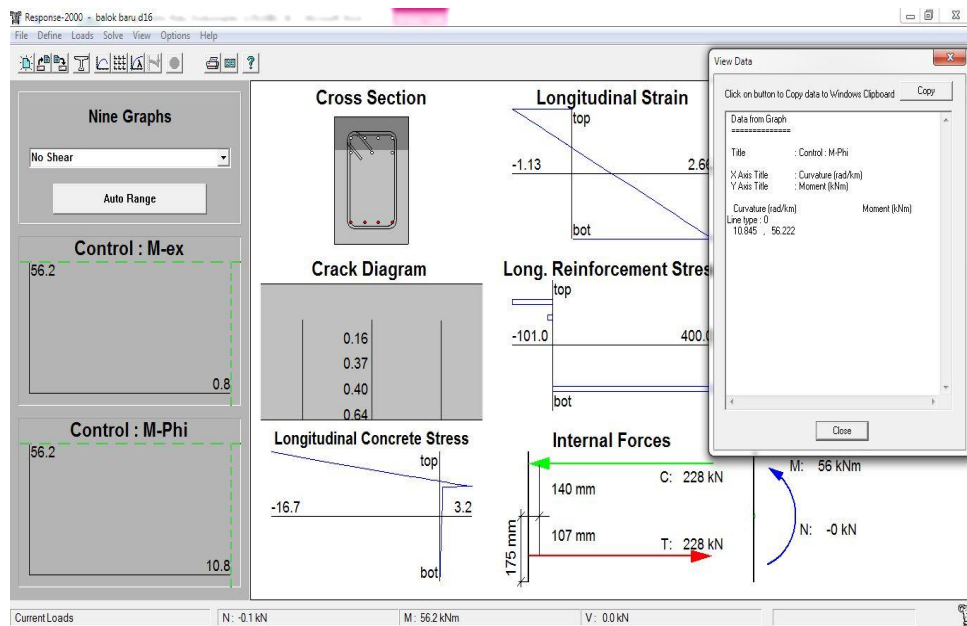 Response-2000 - balok baru.d16
File Define Loads Solve View Options Help
Nine Graphs
No Shear
Auto Range
Control : M-ex
56.2
0.8
Control : M-Phi
56.2
10.8
Cross Section
Longitudinal Strain
top
-1.13
2.66
bot
Crack Diagram
0.16
0.37
0.40
0.64
Long. Reinforcement Stres
top
-101.0
400.0
bot
Longitudinal Concrete Stress
top
-16.7
3.2
bot
Internal Forces
C: 228 kN
140 mm
107 mm
T: 228 kN
175 mm
M: 56 kNm
N: -0 kN
View Data
Click on button to Copy data to Windows Clipboard
Copy
Data from Graph
==============
Title : Control : M-Phi
X Axis Title : Curvature (rad/km)
Y Axis Title : Moment (kNm)
Curvature (rad/km) Moment (kNm)
Line type : 0
10.845 , 56.222
Close
Current Loads
N : -0.1 kN
M : 56.2 kNm
V : 0.0 kN